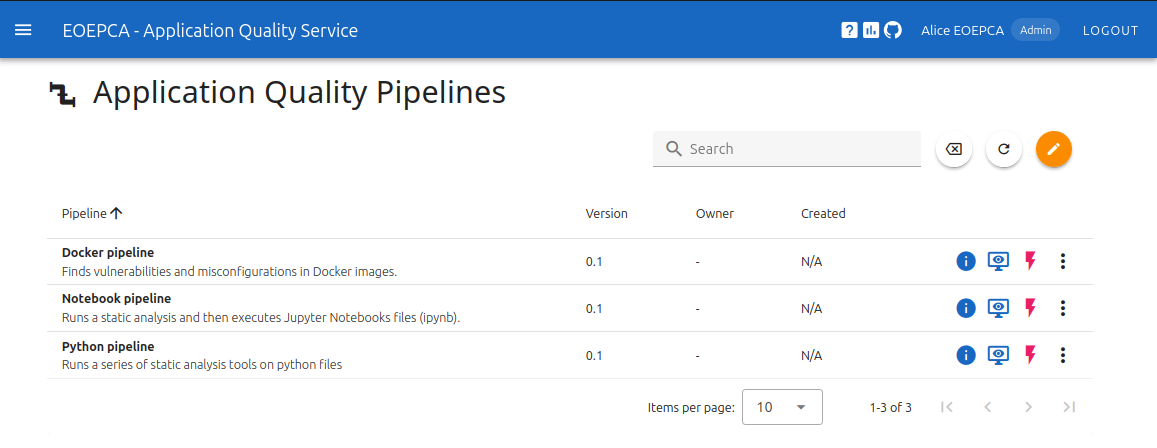 EOEPCA - Application Quality Service
Alice EOEPCA Admin LOGOUT
Application Quality Pipelines
Search
Pipeline Version Owner Created
Docker pipeline
Finds vulnerabilities and misconfigurations in Docker images.
0.1 - N/A
Notebook pipeline
Runs a static analysis and then executes Jupyter Notebooks files (ipynb).
0.1 - N/A
Python pipeline
Runs a series of static analysis tools on python files
0.1 - N/A
Items per page: 10 1-3 of 3